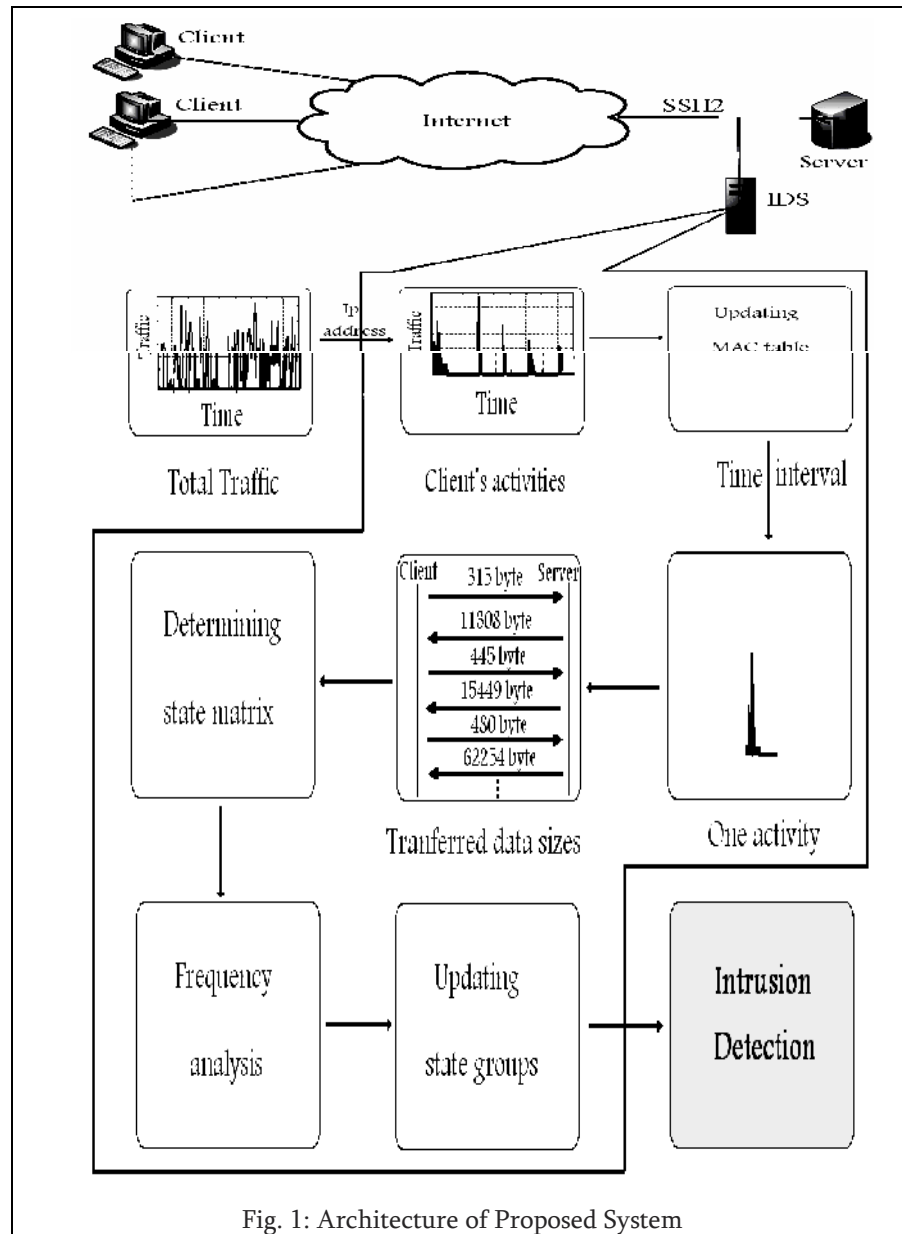 Client
Client
Internet
SSH2
Server
IDS
Traffic
Time
Ip
address
Traffic
Time
Updating
MAC table
Total Traffic
Client's activities
Time interval
Determining
state matrix
Client
Server
315 byte
11308 byte
445 byte
15449 byte
480 byte
62254 byte
Tranferred data sizes
One activity
Frequency
analysis
Updating
state groups
Intrusion
Detection
Fig. 1: Architecture of Proposed System